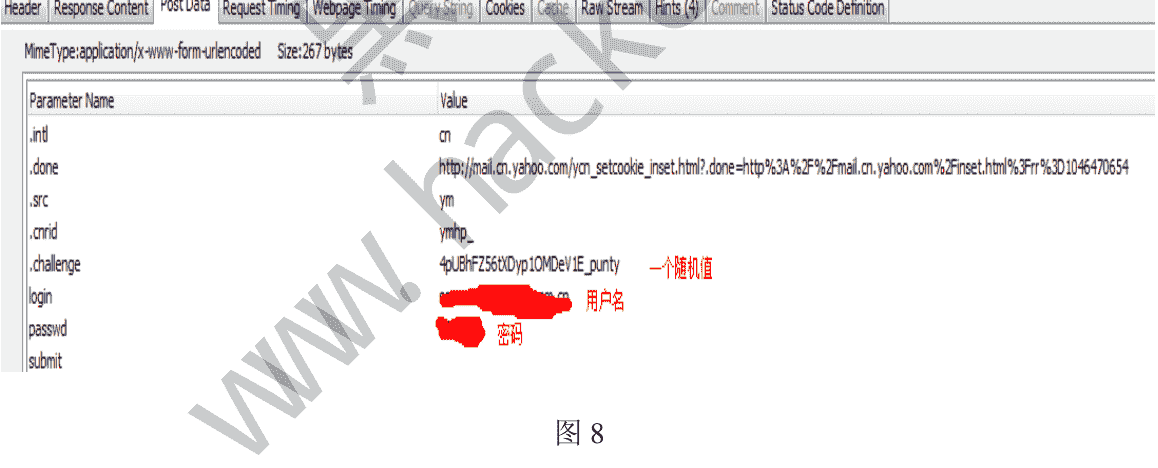 Header Response Content Post Data Request Timing Webpage Timing Query String Cookies Cache Raw Stream Hints (4) Comment Status Code Definition
MimeType:application/x-www-form-urlencoded Size:267 bytes
Parameter Name Value
.intl cn
.done http://mail.cn.yahoo.com/ycn_setcookie_inset.html?.done=http%3A%2F%2Fmail.cn.yahoo.com%2Finset.html%3Frr%3D1046470654
.src ym
.cnrid ymhp_
.challenge 4pUBhFZ56tXDyp1OMDeV1E_punty 一个随机值
login 用户名
passwd 密码
submit
www.hack
图 8